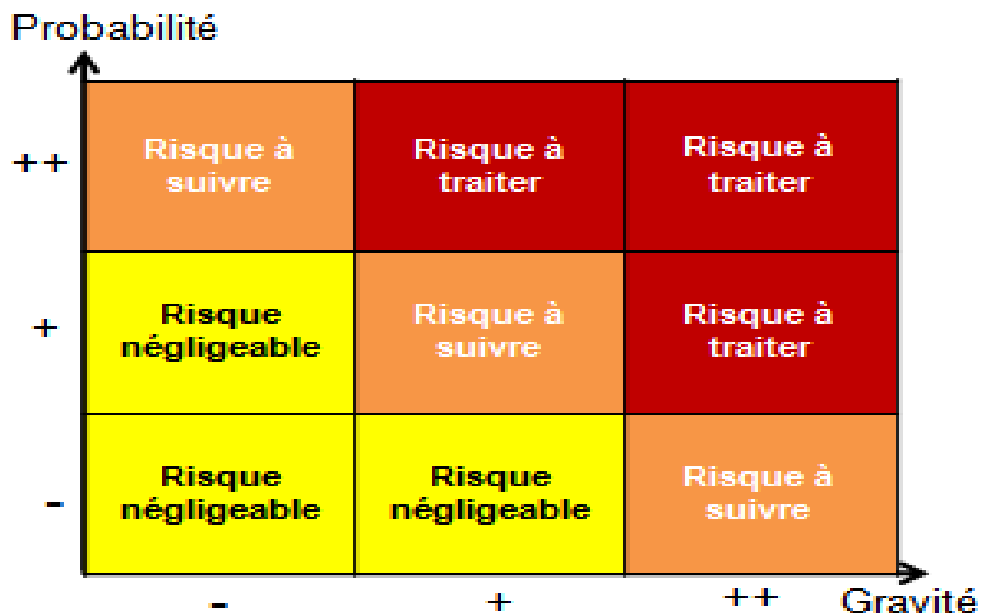 Probabilité
++
Risque à
suivre
Risque à
traiter
Risque à
traiter
+
Risque
négligeable
Risque à
suivre
Risque à
traiter
-
Risque
négligeable
Risque
négligeable
Risque à
suivre
-
+
++
Gravité